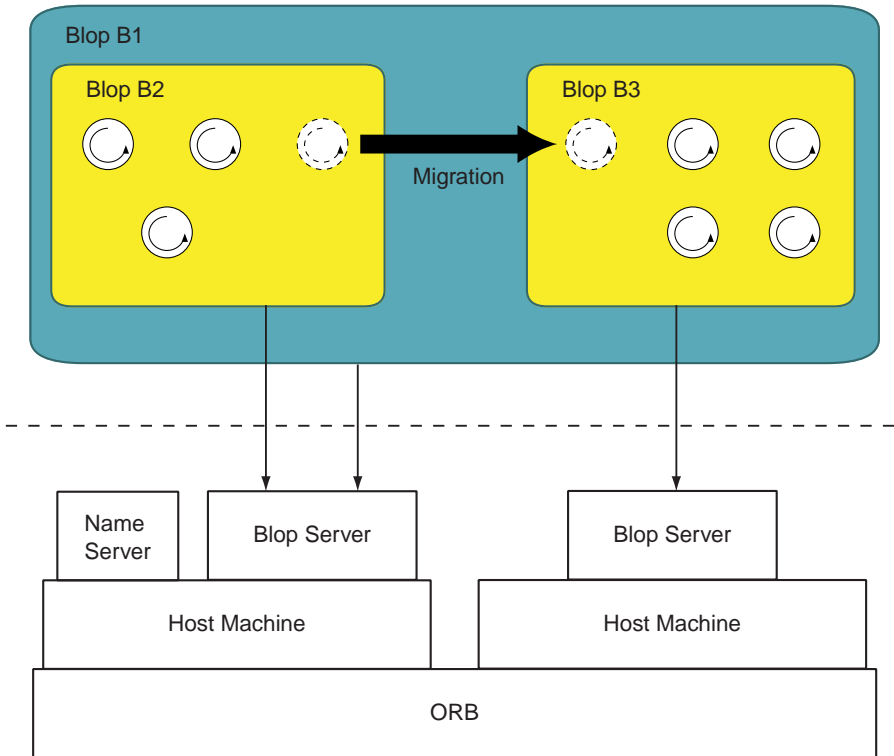 Blop B1
Blop B2
Blop B3
Migration
Name
Server
Blop Server
Blop Server
Host Machine
Host Machine
ORB